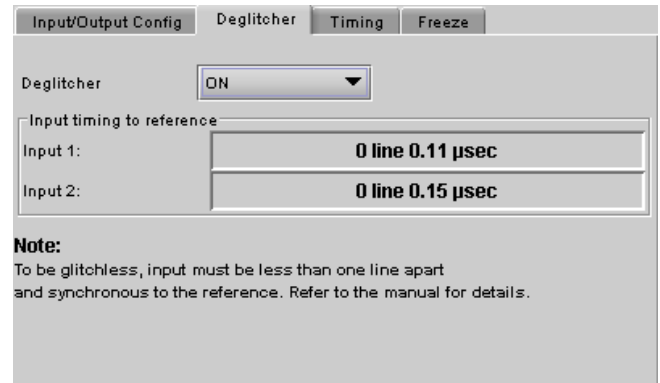 Input/Output Config Deglitcher Timing Freeze
Deglitcher ON
Input timing to reference
Input 1: 0 line 0.11 µsec
Input 2: 0 line 0.15 µsec
Note:
To be glitchless, input must be less than one line apart
and synchronous to the reference. Refer to the manual for details.